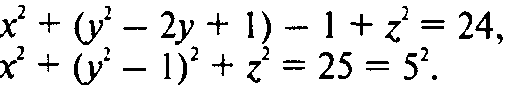 x² + (y² − 2y + 1) − 1 + z² = 24,
x² + (y² − 1)² + z² = 25 = 5².